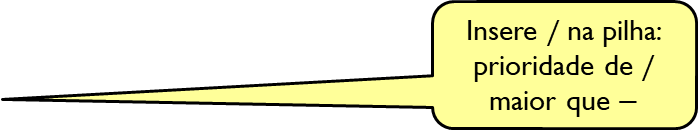 Insere / na pilha:
prioridade de /
maior que –